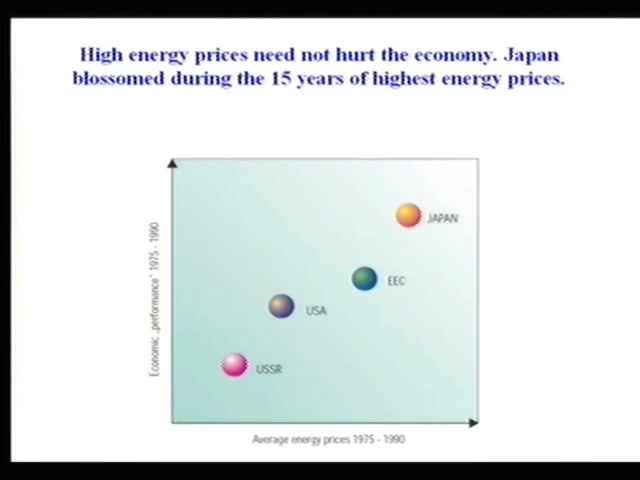 High energy prices need not hurt the economy. Japan
blossomed during the 15 years of highest energy prices.
JAPAN
EEC
USA
USSR
Economic „performance“ 1975 - 1990
Average energy prices 1975 - 1990